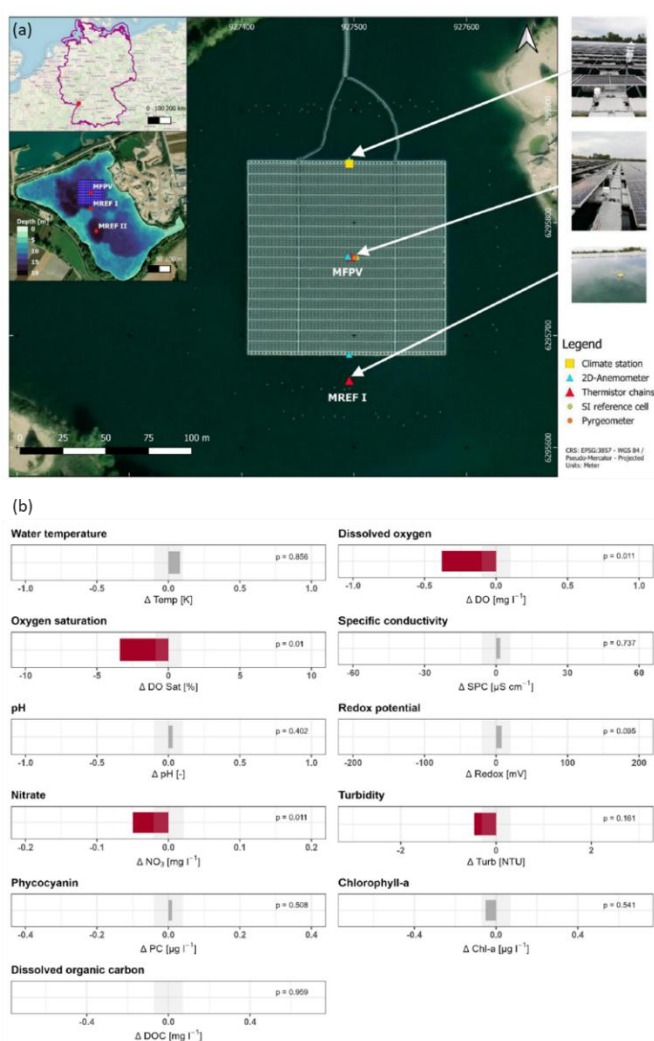 (a)
927400
927500
927600
0 100 200 km
MFPV
MREF I
MREF II
Depth [m]
0
5
10
15
6295800
MFPV
6295700
MREF I
6295600
0 25 50 75 100 m
Legend
Climate station
2D-Anemometer
Thermistor chains
SI reference cell
Pyrgeometer
CRS: EPSG:3857 - WGS 84 /
Pseudo-Mercator - Projected
Units: Meter
(b)
Water temperature
p = 0.856
-1.0 -0.5 0.0 0.5 1.0
Δ Temp [K]
Dissolved oxygen
p = 0.011
-1.0 -0.5 0.0 0.5 1.0
Δ DO [mg l⁻¹]
Oxygen saturation
p = 0.01
-10 -5 0 5 10
Δ DO Sat [%]
Specific conductivity
p = 0.737
-60 -30 0 30 60
Δ SPC [µS cm⁻¹]
pH
p = 0.402
-1.0 -0.5 0.0 0.5 1.0
Δ pH [-]
Redox potential
p = 0.095
-200 -100 0 100 200
Δ Redox [mV]
Nitrate
p = 0.011
-0.2 -0.1 0.0 0.1 0.2
Δ NO₃ [mg l⁻¹]
Turbidity
p = 0.161
-2 0 2
Δ Turb [NTU]
Phycocyanin
p = 0.508
-0.4 -0.2 0.0 0.2 0.4
Δ PC [µg l⁻¹]
Chlorophyll-a
p = 0.541
-0.4 0.0 0.4
Δ Chl-a [µg l⁻¹]
Dissolved organic carbon
p = 0.959
-0.4 0.0 0.4
Δ DOC [mg l⁻¹]